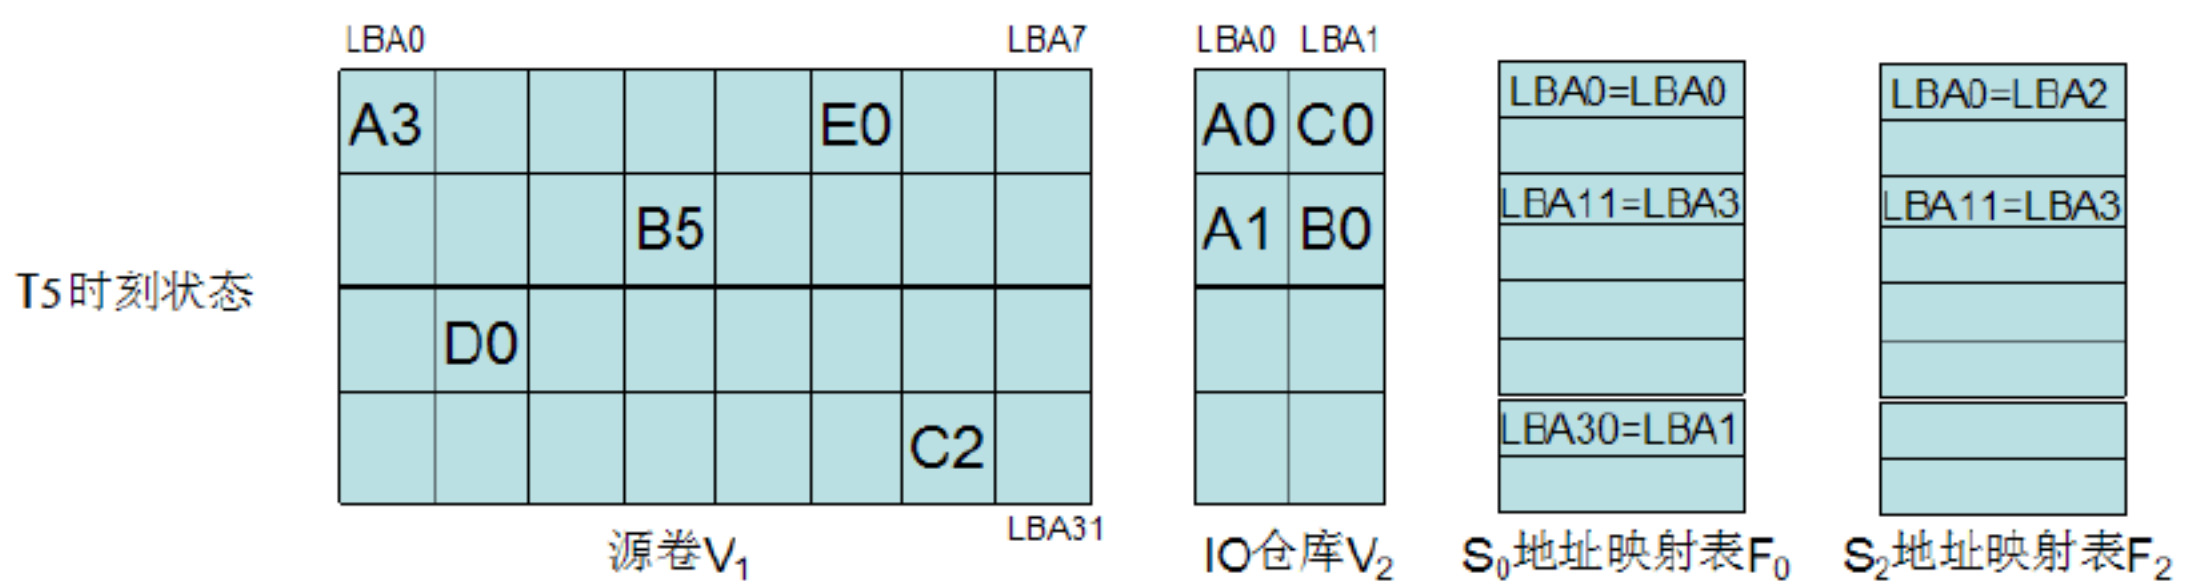 LBA0 LBA7 LBA0 LBA1
A3 E0 A0 C0 LBA0=LBA0 LBA0=LBA2
B5 A1 B0 LBA11=LBA3 LBA11=LBA3
T5时刻状态
D0
C2 LBA30=LBA1
LBA31
源卷V1 IO仓库V2 S0地址映射表F0 S2地址映射表F2